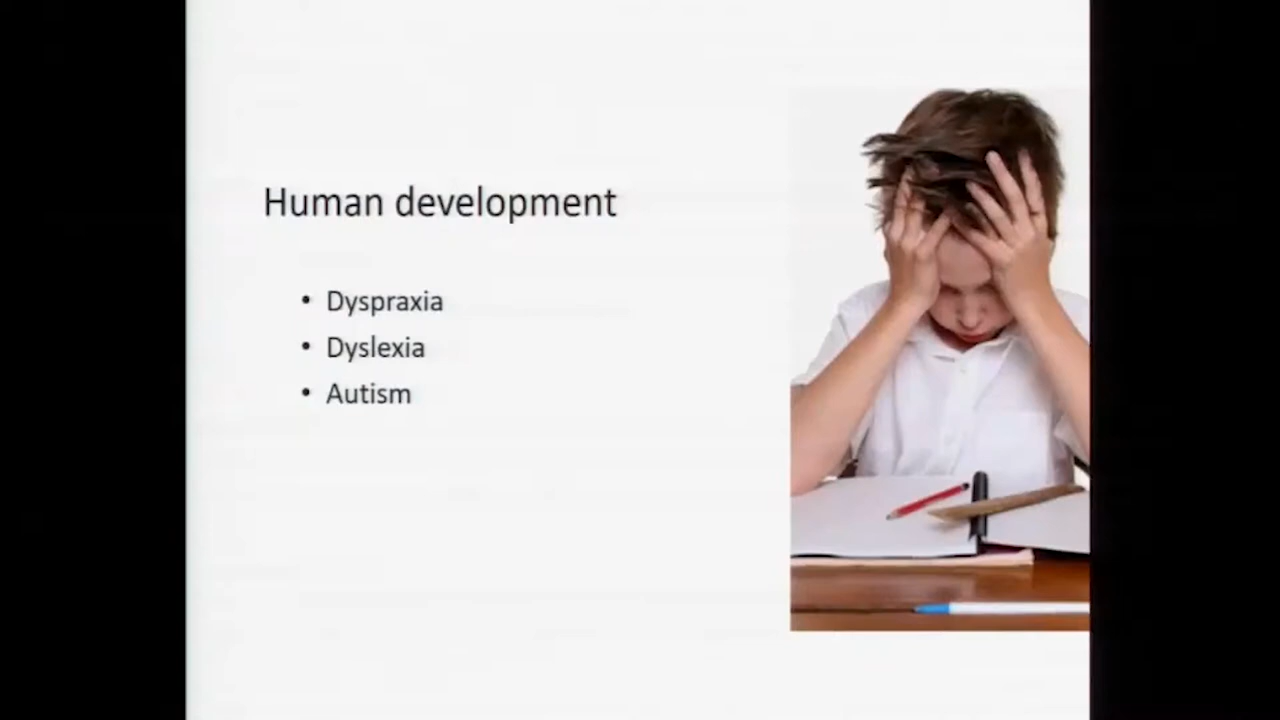 Human development
• Dyspraxia
• Dyslexia
• Autism